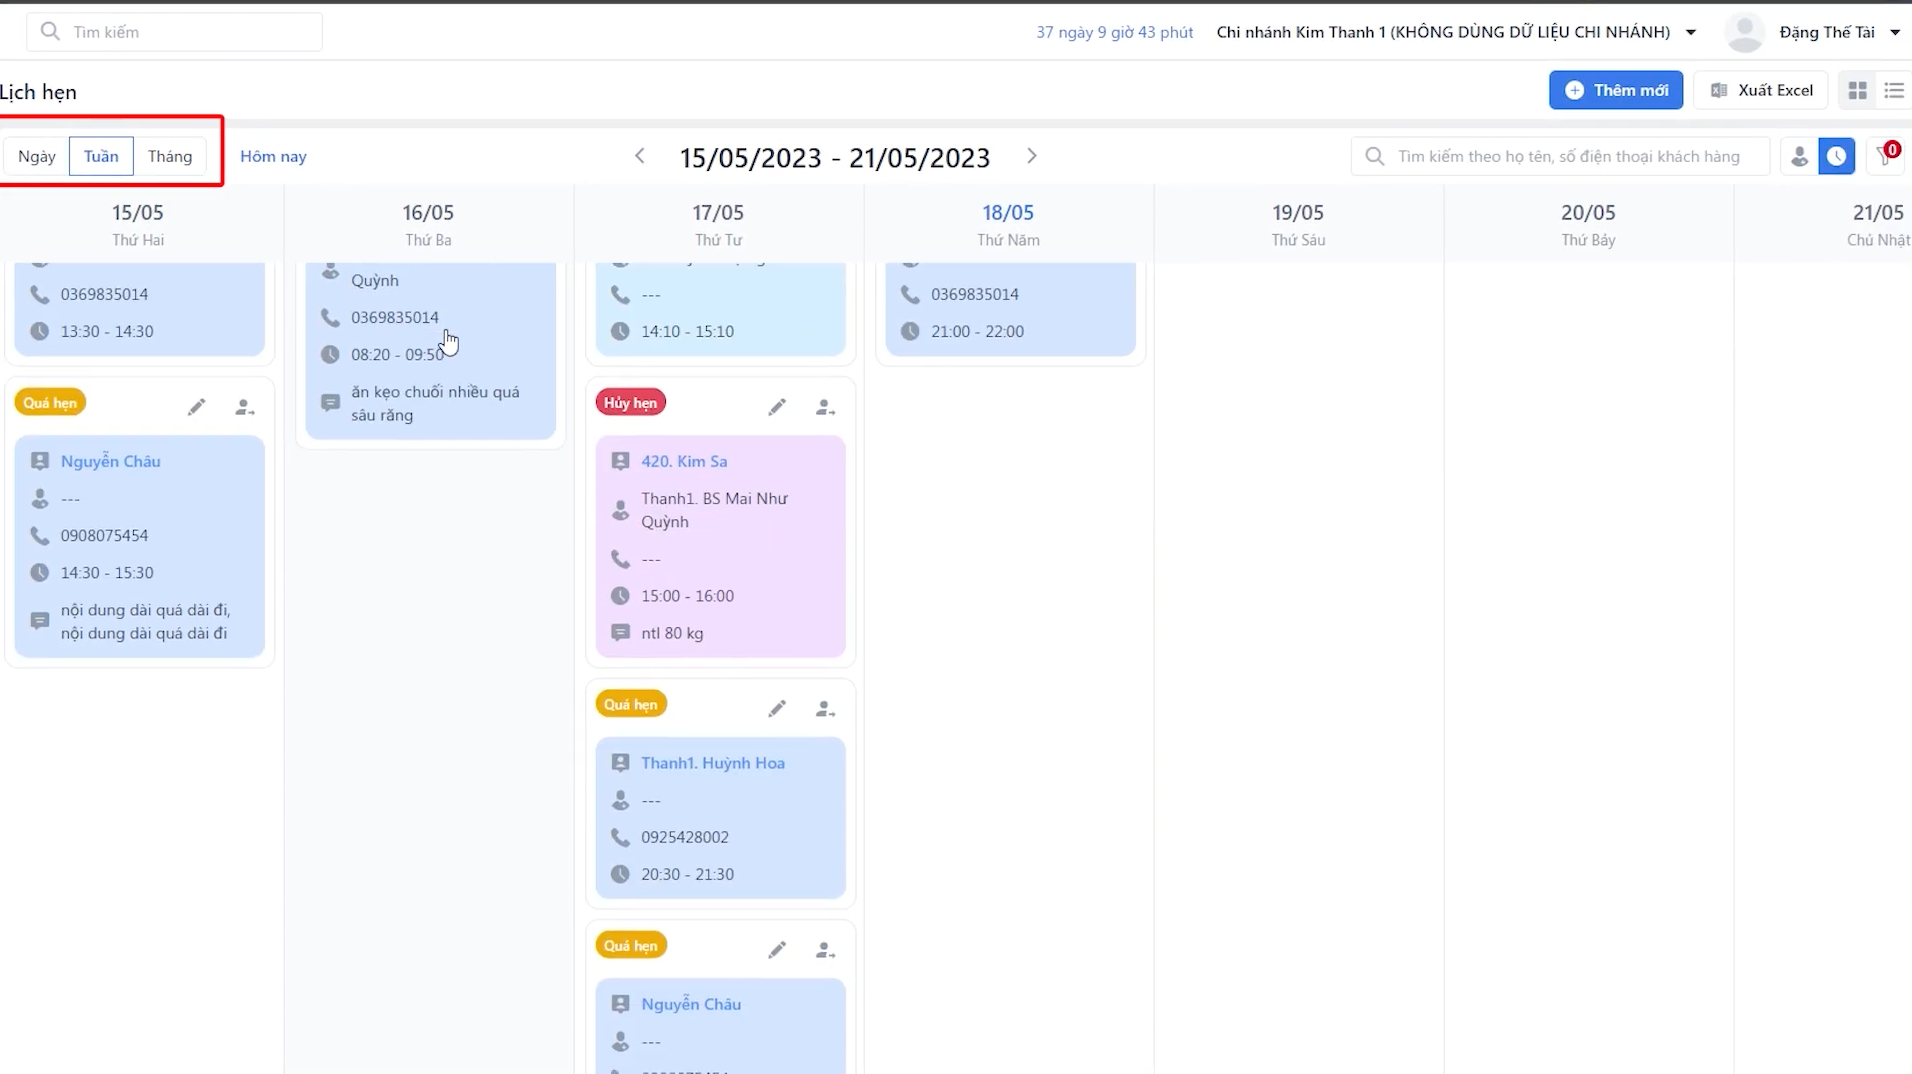 Tìm kiếm
37 ngày 9 giờ 43 phút
Chi nhánh Kim Thanh 1 (KHÔNG DÙNG DỮ LIỆU CHI NHÁNH)
Đặng Thế Tài
Lịch hẹn
Thêm mới
Xuất Excel
Ngày
Tuần
Tháng
Hôm nay
15/05/2023 - 21/05/2023
Tìm kiếm theo họ tên, số điện thoại khách hàng
0
15/05
Thứ Hai
16/05
Thứ Ba
17/05
Thứ Tư
18/05
Thứ Năm
19/05
Thứ Sáu
20/05
Thứ Bảy
21/05
Chủ Nhật
0369835014
13:30 - 14:30
Quá hẹn
Nguyễn Châu
---
0908075454
14:30 - 15:30
nội dung dài quá dài đi,
nội dung dài quá dài đi
Quỳnh
0369835014
08:20 - 09:50
ăn kẹo chuối nhiều quá
sâu răng
---
14:10 - 15:10
Hủy hẹn
420. Kim Sa
Thanh1. BS Mai Như
Quỳnh
---
15:00 - 16:00
ntl 80 kg
Quá hẹn
Thanh1. Huỳnh Hoa
---
0925428002
20:30 - 21:30
Quá hẹn
Nguyễn Châu
---
0369835014
21:00 - 22:00